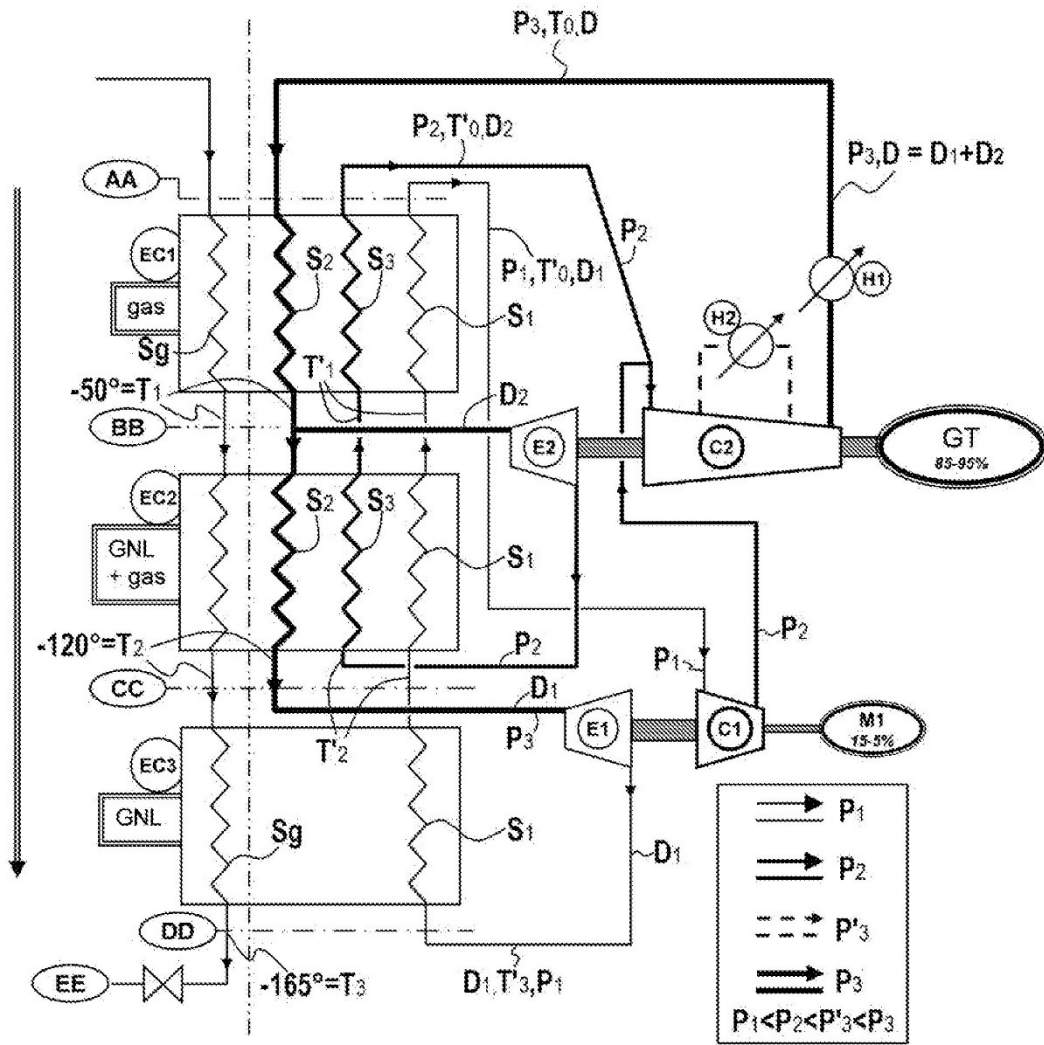 P3,T0,D
P2,T'0,D2
P3,D = D1+D2
AA
P2
EC1
S2
S3
P1,T'0,D1
H1
gas
S1
H2
Sg
T'1
-50°=T1
D2
BB
E2
C2
GT
85-95%
EC2
S2
S3
GNL
+ gas
S1
-120°=T2
P2
P1
P2
CC
D1
P3
E1
C1
M1
15-5%
T'2
EC3
GNL
S1
P1
Sg
D1
P2
DD
P'3
EE
-165°=T3
D1,T'3,P1
P3
P1<P2<P'3<P3